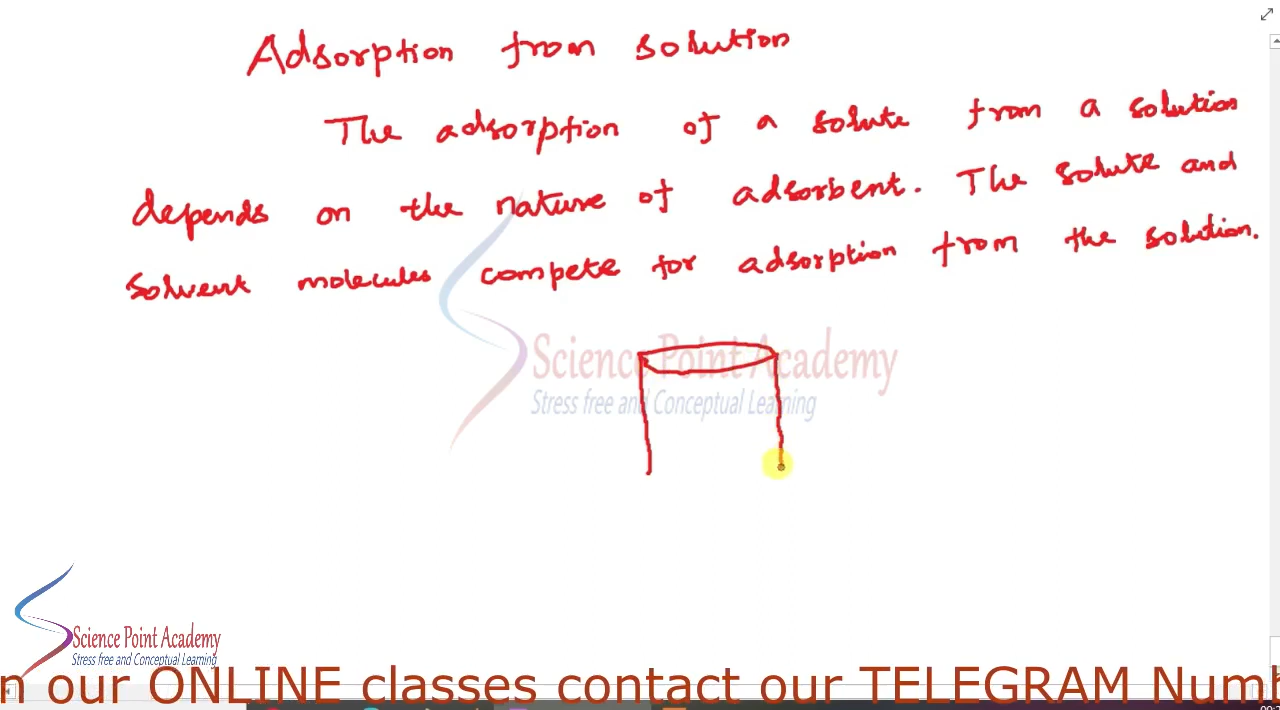 Adsorption from solution
The adsorption of a solute from a solution
depends on the nature of adsorbent. The solute and
solvent molecules compete for adsorption from the solution.
Science Point Academy
Stress free and Conceptual Learning
Science Point Academy
Stress free and Conceptual Learning
n our ONLINE classes contact our TELEGRAM Numb